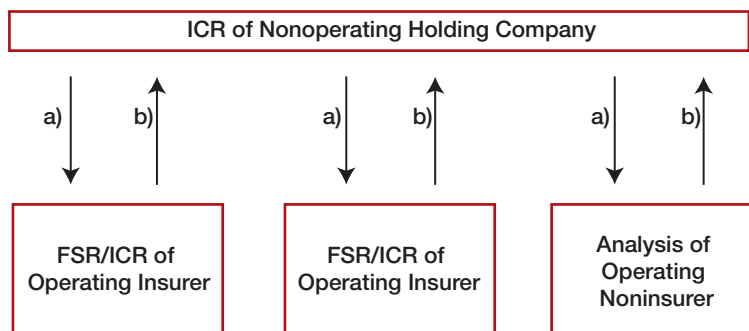 ICR of Nonoperating Holding Company
a) b) a) b) a) b)
FSR/ICR of
Operating Insurer
FSR/ICR of
Operating Insurer
Analysis of
Operating
Noninsurer